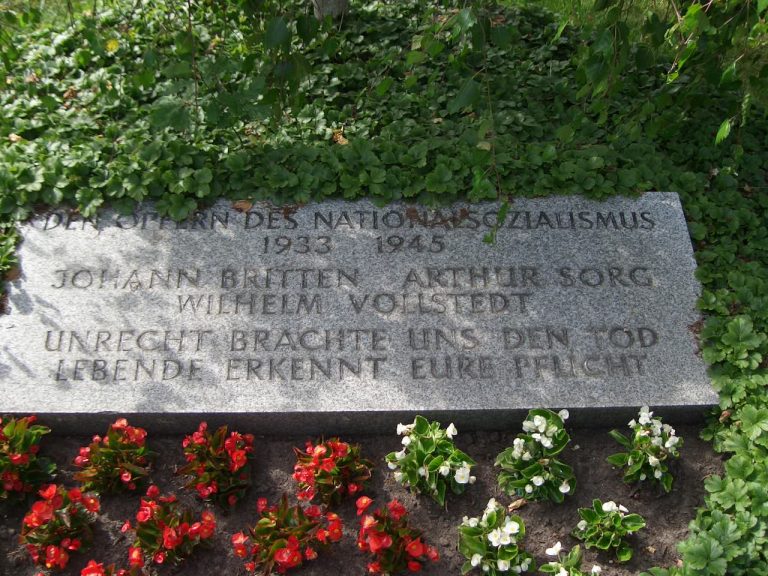 DEN OPFERN DES NATIONALSOZIALISMUS
1933 1945
JOHANN BRITTEN ARTHUR SORG
WILHELM VOLLSTEDT
UNRECHT BRACHTE UNS DEN TOD
LEBENDE ERKENNT EURE PFLICHT